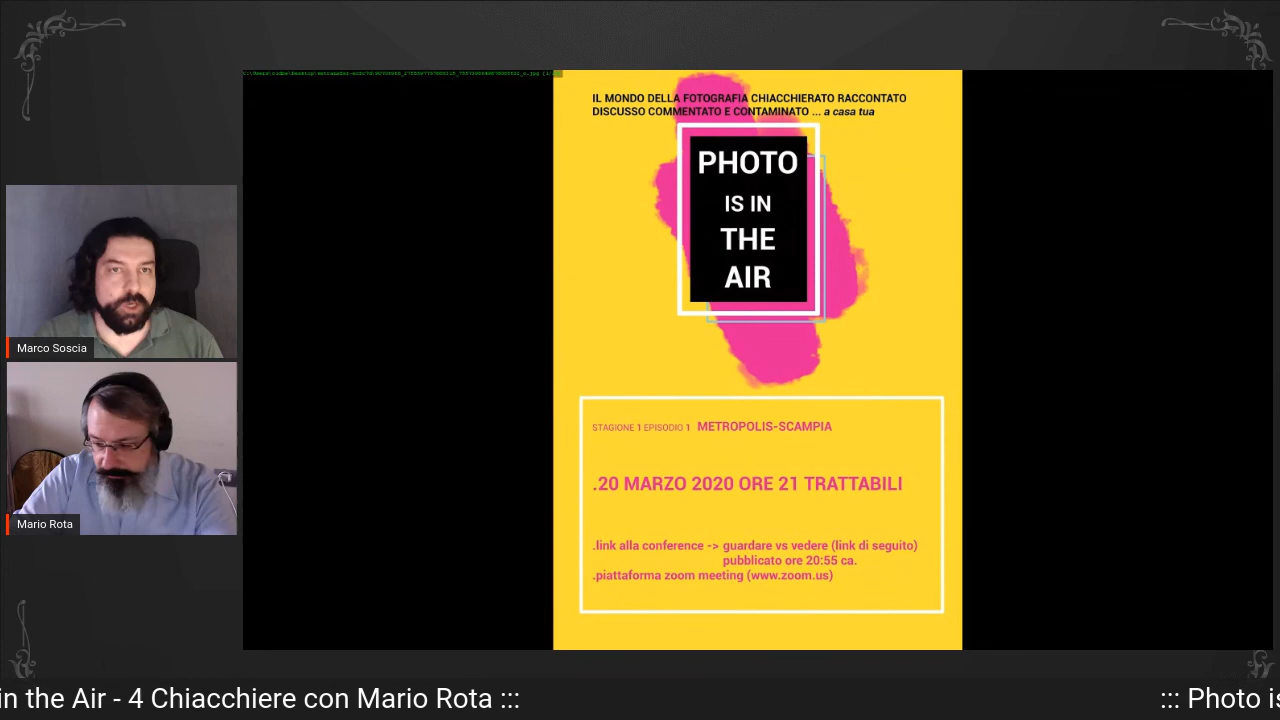 IL MONDO DELLA FOTOGRAFIA CHIACCHIERATO RACCONTATO
DISCUSSO COMMENTATO E CONTAMINATO ... a casa tua
PHOTO
IS IN
THE
AIR
STAGIONE 1 EPISODIO 1 METROPOLIS-SCAMPIA
.20 MARZO 2020 ORE 21 TRATTABILI
.link alla conference -> guardare vs vedere (link di seguito)
pubblicato ore 20:55 ca.
.piattaforma zoom meeting (www.zoom.us)
Marco Soscia
Mario Rota
in the Air - 4 Chiacchiere con Mario Rota ::: ::: Photo is